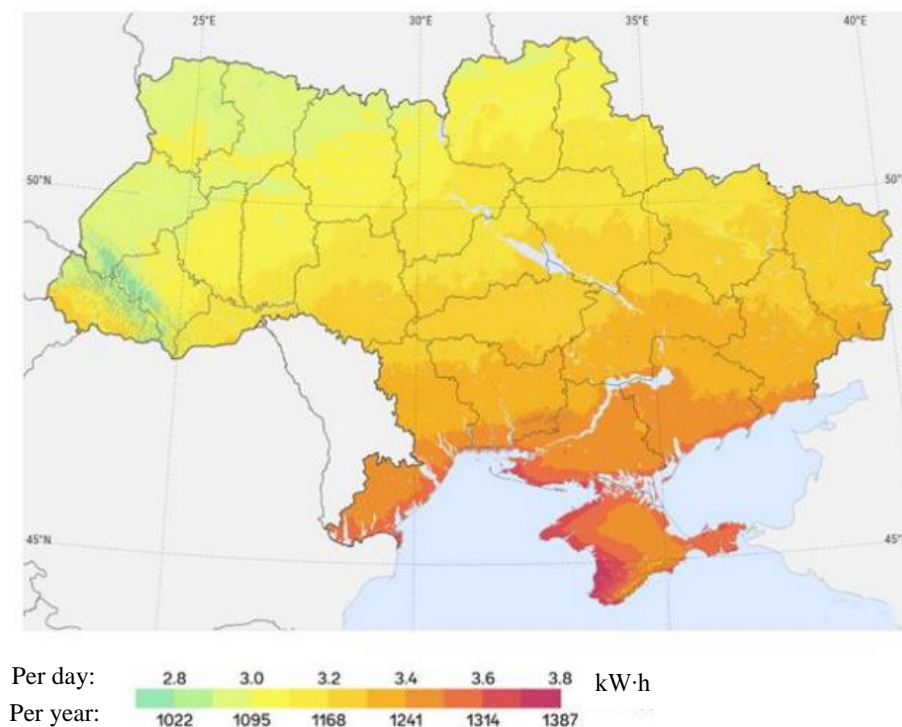 25°E 30°E 35°E 40°E
50°N 50°N
45°N 45°N
Per day: 2.8 3.0 3.2 3.4 3.6 3.8 kW·h
Per year: 1022 1095 1168 1241 1314 1387